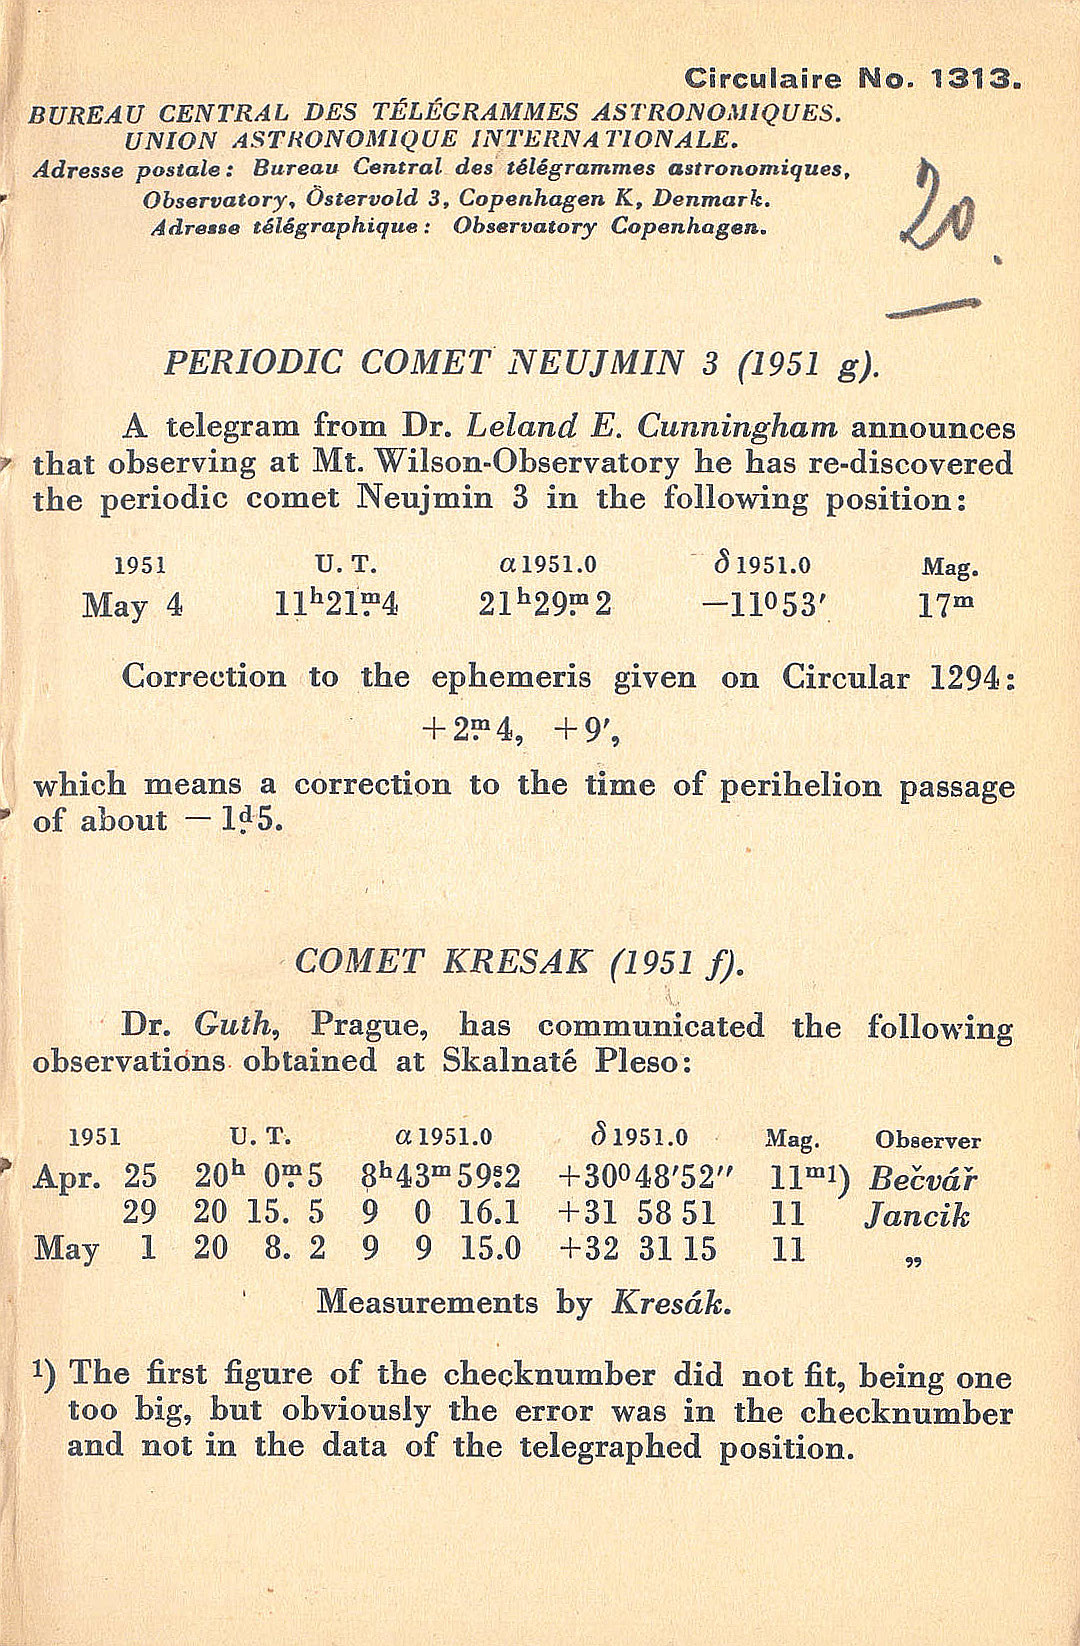 Circulaire No. 1313.
BUREAU CENTRAL DES TÉLÉGRAMMES ASTRONOMIQUES.
UNION ASTRONOMIQUE INTERNATIONALE.
Adresse postale: Bureau Central des télégrammes astronomiques,
Observatory, Östervold 3, Copenhagen K, Denmark.
Adresse télégraphique: Observatory Copenhagen.
20.
PERIODIC COMET NEUJMIN 3 (1951 g).
A telegram from Dr. Leland E. Cunningham announces
that observing at Mt. Wilson-Observatory he has re-discovered
the periodic comet Neujmin 3 in the following position:
1951 U. T. α 1951.0 δ 1951.0 Mag.
May 4 11ʰ21ᵐ.4 21ʰ29ᵐ.2 —11⁰53′ 17ᵐ
Correction to the ephemeris given on Circular 1294:
+2ᵐ.4, +9′,
which means a correction to the time of perihelion passage
of about — 1ᵈ.5.
COMET KRESAK (1951 f).
Dr. Guth, Prague, has communicated the following
observations obtained at Skalnaté Pleso:
1951 U. T. α 1951.0 δ 1951.0 Mag. Observer
Apr. 25 20ʰ 0ᵐ.5 8ʰ43ᵐ59ˢ.2 +30⁰48′52″ 11ᵐ¹) Bečvář
29 20 15. 5 9 0 16.1 +31 58 51 11 Jancik
May 1 20 8. 2 9 9 15.0 +32 31 15 11 „
Measurements by Kresák.
¹) The first figure of the checknumber did not fit, being one
too big, but obviously the error was in the checknumber
and not in the data of the telegraphed position.